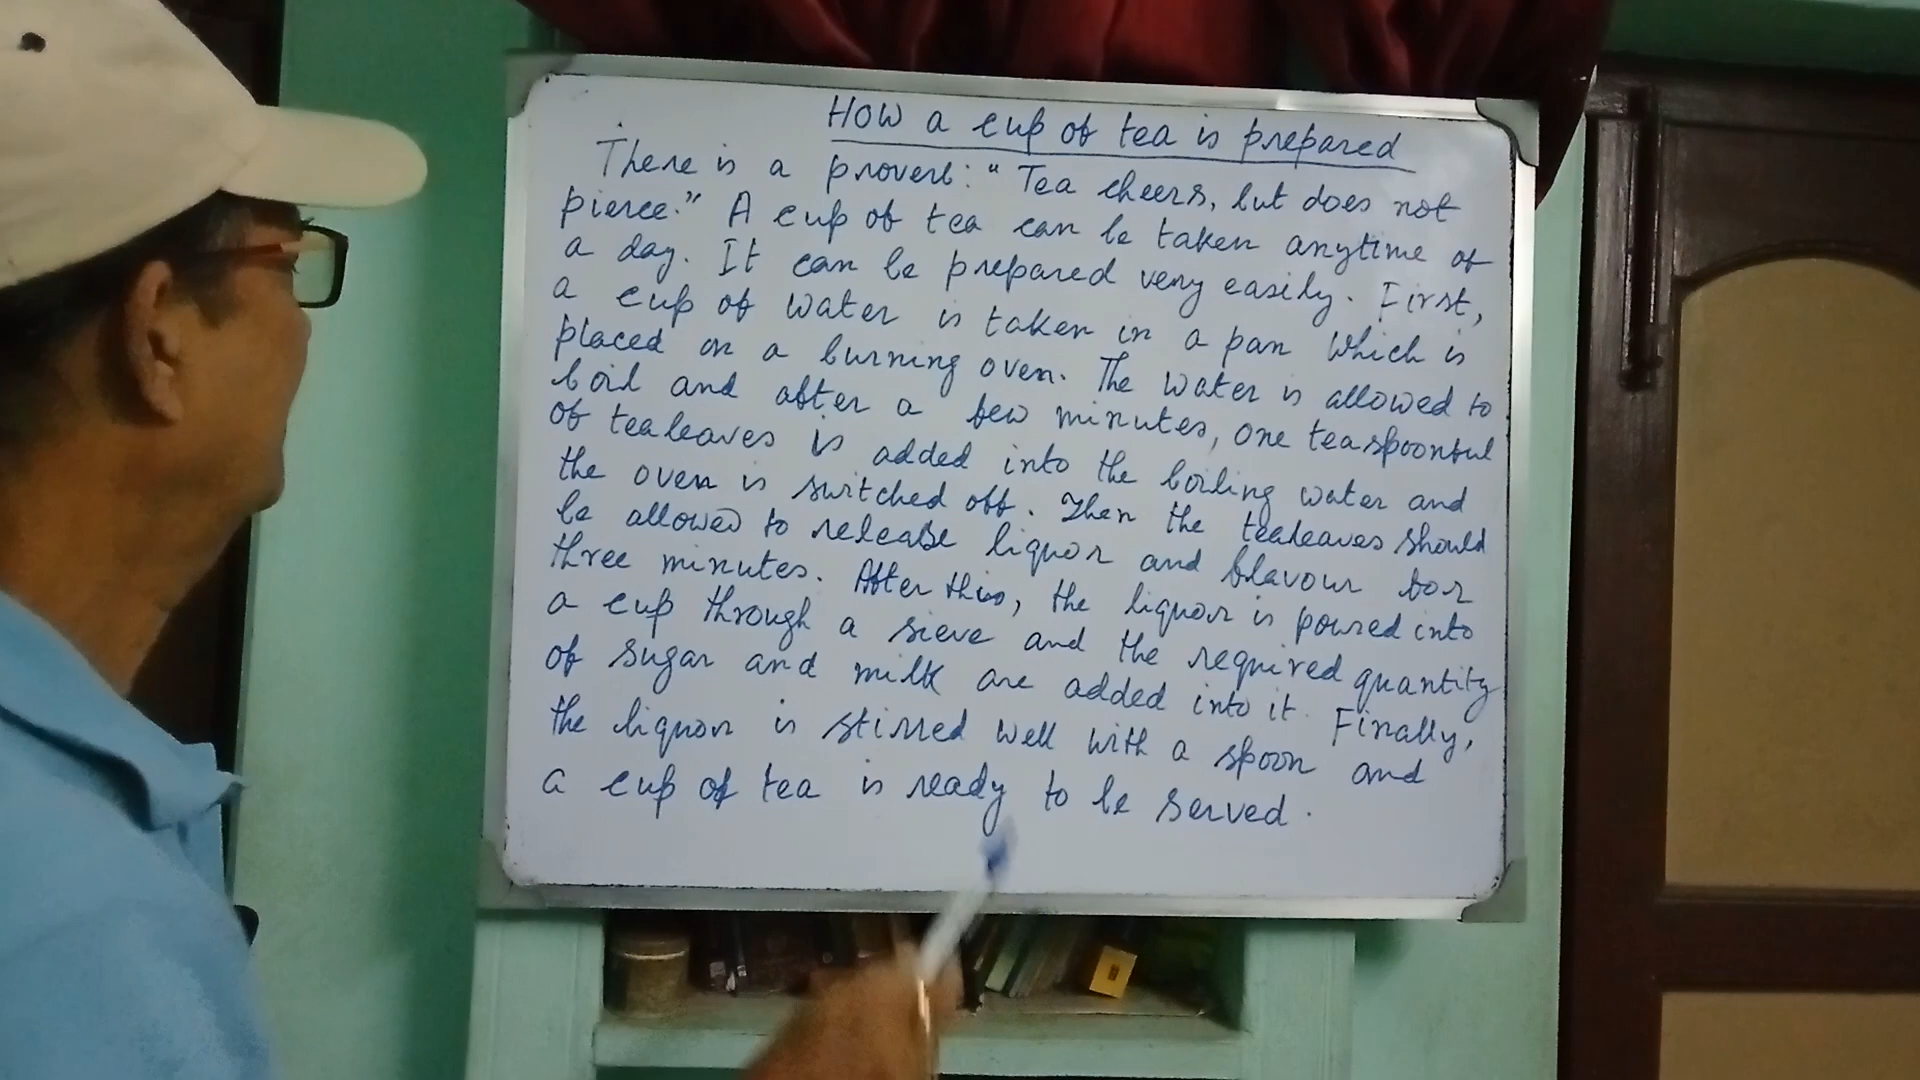 HOW a cup of tea is prepared
There is a proverb: "Tea cheers, but does not
pierce." A cup of tea can be taken anytime of
a day. It can be prepared very easily. First,
a cup of water is taken in a pan which is
placed on a burning oven. The water is allowed to
boil and after a few minutes, one teaspoonful
of tealeaves is added into the boiling water and
the oven is switched off. Then the tealeaves should
be allowed to release liquor and flavour for
three minutes. After this, the liquor is poured into
a cup through a sieve and the required quantity
of sugar and milk are added into it. Finally,
the liquor is stirred well with a spoon and
a cup of tea is ready to be served.